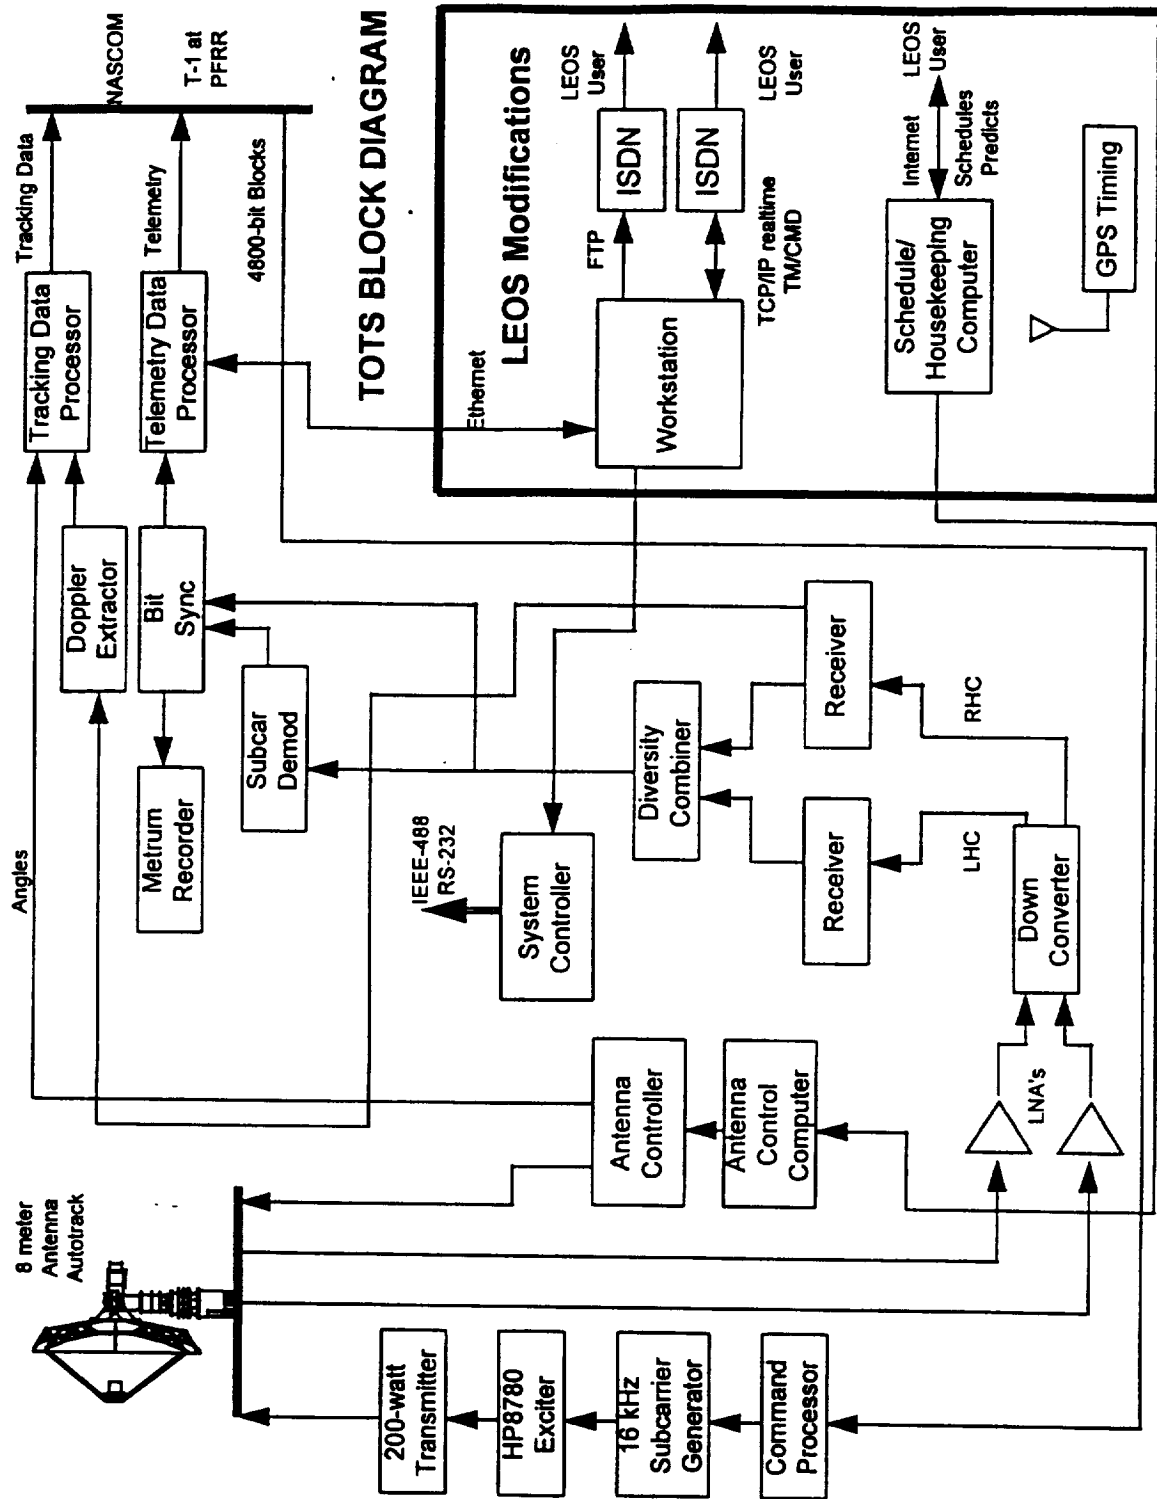 TOTS BLOCK DIAGRAM
8 meter
Antenna
Autotrack
Angles
Tracking Data
NASCOM
T-1 at
PFRR
Telemetry
4800-bit Blocks
Tracking Data
Processor
Telemetry Data
Processor
Doppler
Extractor
Bit
Sync
Metrum
Recorder
Subcar
Demod
IEEE-488
RS-232
System
Controller
Diversity
Combiner
Receiver
Receiver
LHC
RHC
Down
Converter
LNA's
Antenna
Controller
Antenna
Control
Computer
200-watt
Transmitter
HP8780
Exciter
16 kHz
Subcarrier
Generator
Command
Processor
LEOS Modifications
Ethernet
Workstation
FTP
ISDN
LEOS
User
ISDN
LEOS
User
TCP/IP realtime
TM/CMD
Schedule/
Housekeeping
Computer
Internet
Schedules
Predicts
LEOS
User
GPS Timing